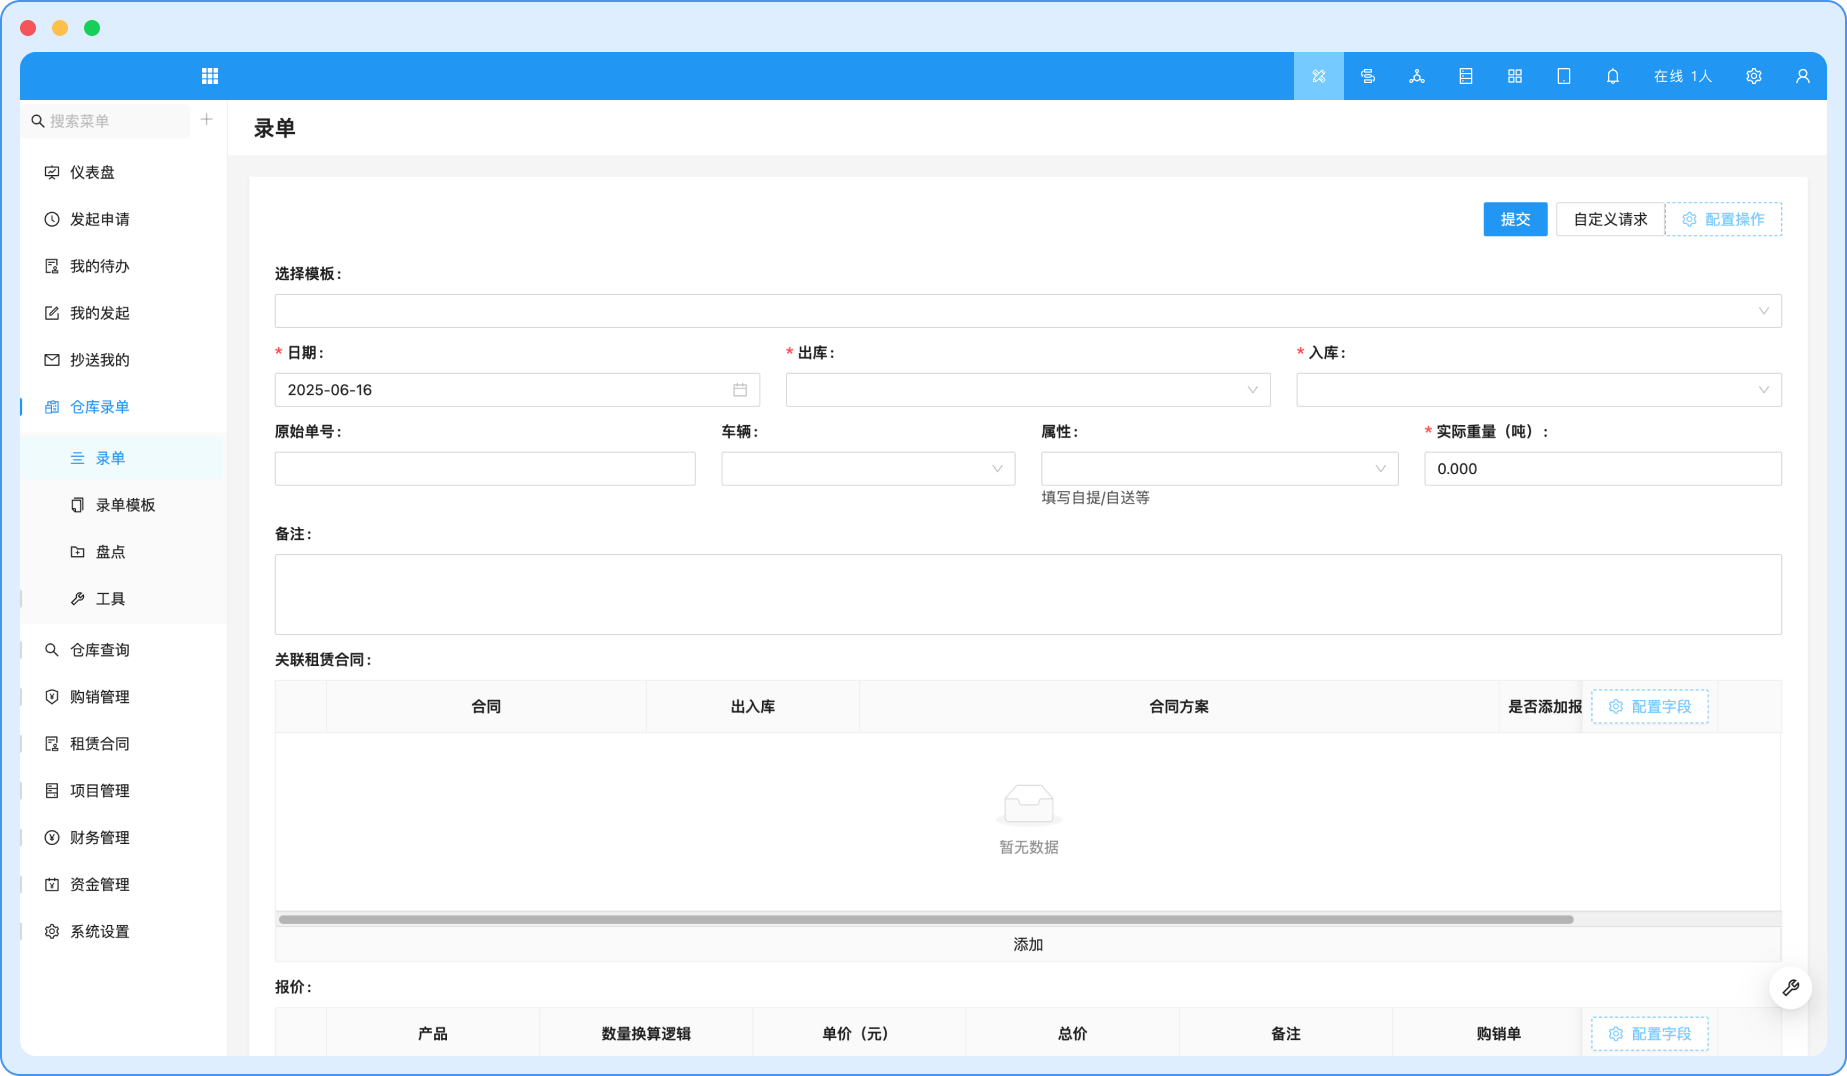 在线 1人
搜索菜单
录单
仪表盘
发起申请
我的待办
我的发起
抄送我的
仓库录单
录单
录单模板
盘点
工具
仓库查询
购销管理
租赁合同
项目管理
财务管理
资金管理
系统设置
提交 自定义请求 配置操作
选择模板:
* 日期: * 出库: * 入库:
2025-06-16
原始单号: 车辆: 属性: * 实际重量（吨）:
0.000
填写自提/自送等
备注:
关联租赁合同:
合同 出入库 合同方案 是否添加报 配置字段
暂无数据
添加
报价:
产品 数量换算逻辑 单价（元） 总价 备注 购销单 配置字段